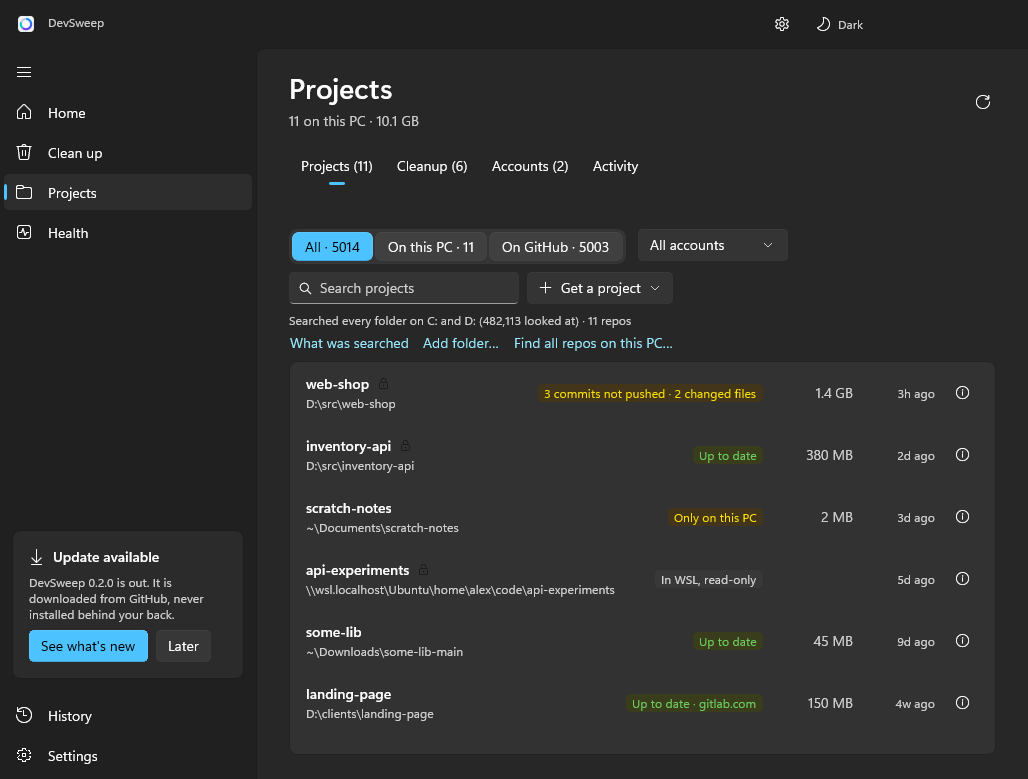 DevSweep
Dark
Home
Clean up
Projects
Health
Update available
DevSweep 0.2.0 is out. It is
downloaded from GitHub, never
installed behind your back.
See what's new
Later
History
Settings
Projects
11 on this PC · 10.1 GB
Projects (11)
Cleanup (6)
Accounts (2)
Activity
All · 5014
On this PC · 11
On GitHub · 5003
All accounts
Search projects
Get a project
Searched every folder on C: and D: (482,113 looked at) · 11 repos
What was searched
Add folder...
Find all repos on this PC...
web-shop
D:\src\web-shop
3 commits not pushed · 2 changed files
1.4 GB
3h ago
inventory-api
D:\src\inventory-api
Up to date
380 MB
2d ago
scratch-notes
~\Documents\scratch-notes
Only on this PC
2 MB
3d ago
api-experiments
\\wsl.localhost\Ubuntu\home\alex\code\api-experiments
In WSL, read-only
5d ago
some-lib
~\Downloads\some-lib-main
Up to date
45 MB
9d ago
landing-page
D:\clients\landing-page
Up to date · gitlab.com
150 MB
4w ago